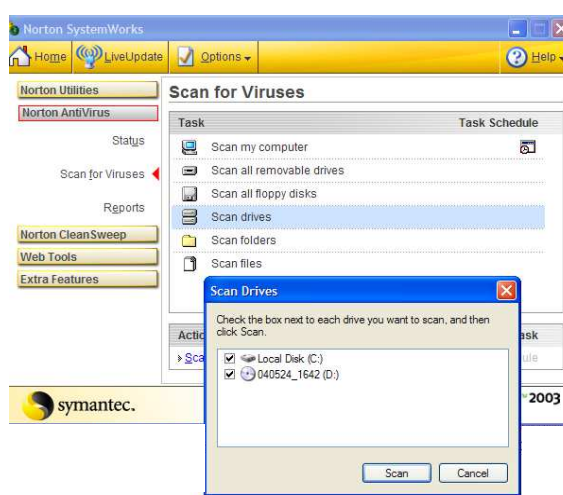 Norton SystemWorks
Home LiveUpdate Options Help
Norton Utilities
Norton AntiVirus
Status
Scan for Viruses
Reports
Norton CleanSweep
Web Tools
Extra Features
Scan for Viruses
Task Task Schedule
Scan my computer
Scan all removable drives
Scan all floppy disks
Scan drives
Scan folders
Scan files
Scan Drives
Check the box next to each drive you want to scan, and then
click Scan.
Local Disk (C:)
040524_1642 (D:)
Scan Cancel
symantec.
2003